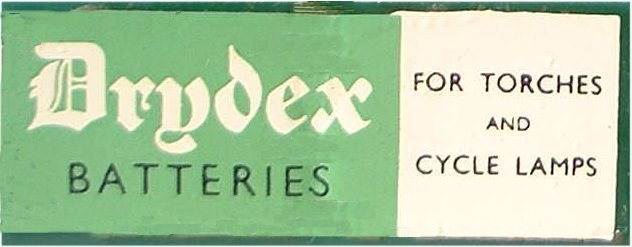 Drydex
BATTERIES
FOR TORCHES
AND
CYCLE LAMPS